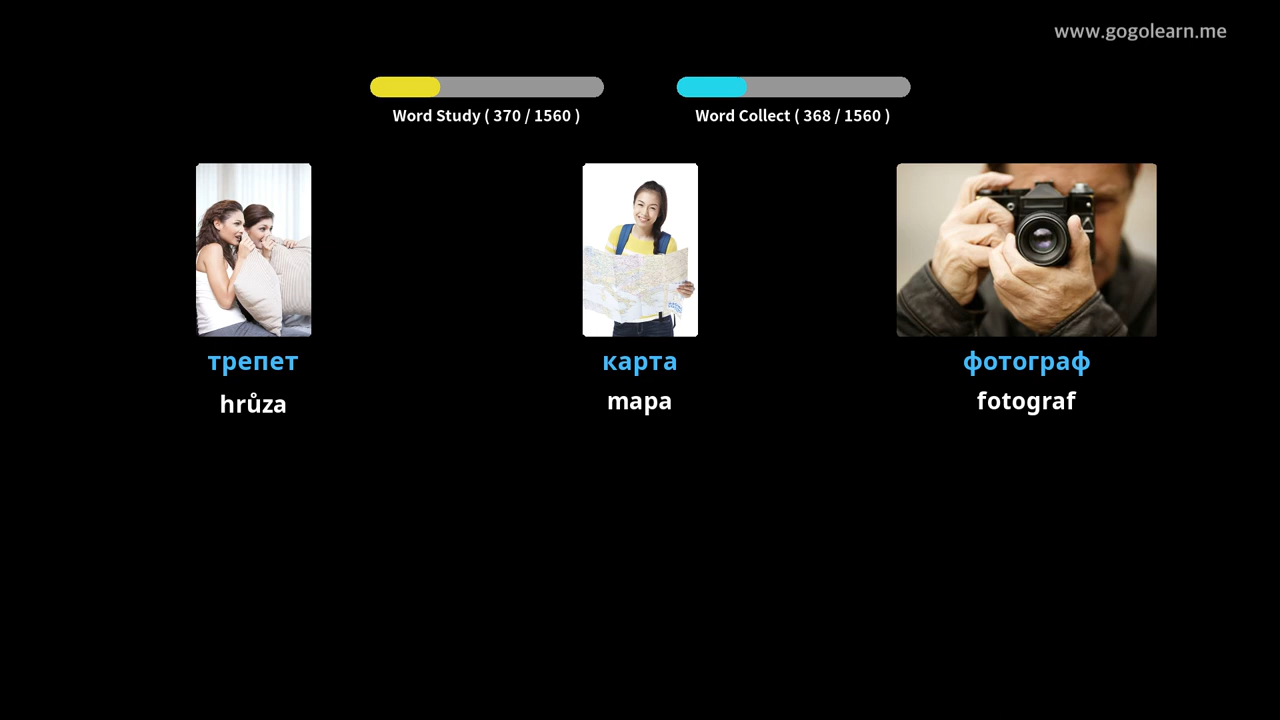 www.gogolearn.me
Word Study ( 370 / 1560 )
Word Collect ( 368 / 1560 )
трепет
карта
фотограф
hrůza
mapa
fotograf